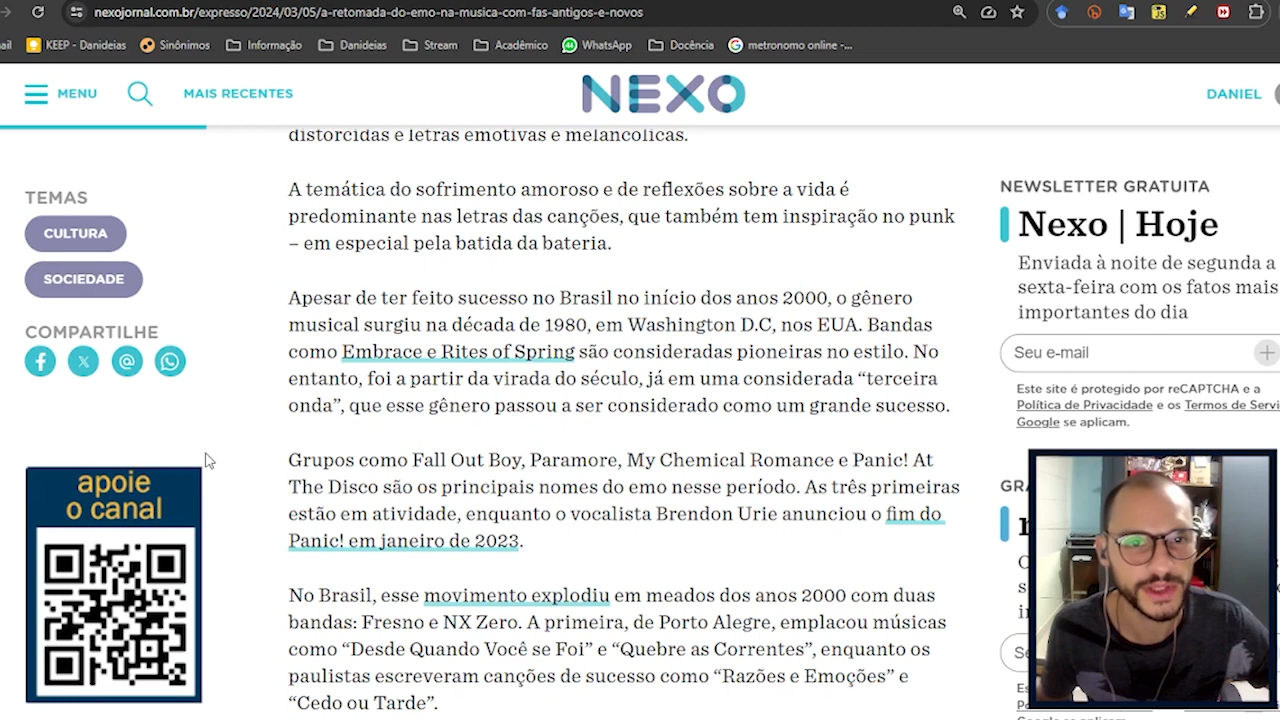 nexojornal.com.br/expresso/2024/03/05/a-retomada-do-emo-na-musica-com-fas-antigos-e-novos
ail KEEP - Danideias Sinônimos Informação Danideias Stream Acadêmico WhatsApp Docência metronomo online -...
MENU MAIS RECENTES NEXO DANIEL
distorcidas e letras emotivas e melancólicas.
TEMAS
CULTURA
SOCIEDADE
COMPARTILHE
apoie
o canal
A temática do sofrimento amoroso e de reflexões sobre a vida é
predominante nas letras das canções, que também tem inspiração no punk
– em especial pela batida da bateria.
Apesar de ter feito sucesso no Brasil no início dos anos 2000, o gênero
musical surgiu na década de 1980, em Washington D.C, nos EUA. Bandas
como Embrace e Rites of Spring são consideradas pioneiras no estilo. No
entanto, foi a partir da virada do século, já em uma considerada “terceira
onda”, que esse gênero passou a ser considerado como um grande sucesso.
Grupos como Fall Out Boy, Paramore, My Chemical Romance e Panic! At
The Disco são os principais nomes do emo nesse período. As três primeiras
estão em atividade, enquanto o vocalista Brendon Urie anunciou o fim do
Panic! em janeiro de 2023.
No Brasil, esse movimento explodiu em meados dos anos 2000 com duas
bandas: Fresno e NX Zero. A primeira, de Porto Alegre, emplacou músicas
como “Desde Quando Você se Foi” e “Quebre as Correntes”, enquanto os
paulistas escreveram canções de sucesso como “Razões e Emoções” e
“Cedo ou Tarde”.
NEWSLETTER GRATUITA
Nexo | Hoje
Enviada à noite de segunda a
sexta-feira com os fatos mais
importantes do dia
Seu e-mail
Este site é protegido por reCAPTCHA e a
Política de Privacidade e os Termos de Servi
Google se aplicam.